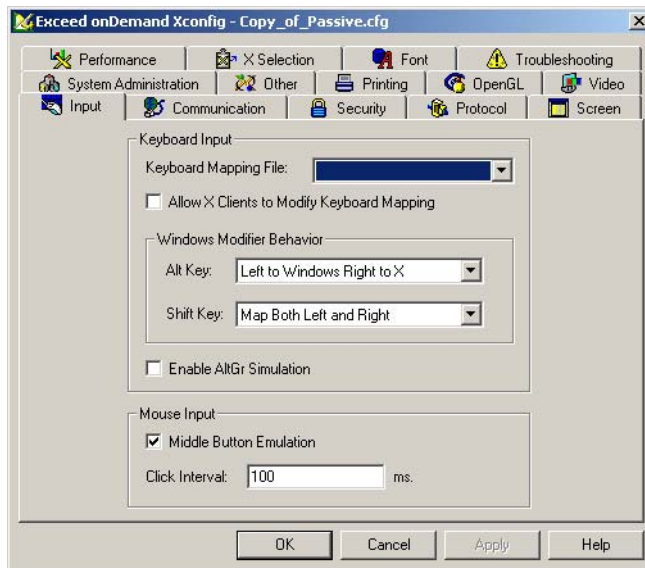 Exceed onDemand Xconfig - Copy_of_Passive.cfg
Performance X Selection Font Troubleshooting
System Administration Other Printing OpenGL Video
Input Communication Security Protocol Screen
Keyboard Input
Keyboard Mapping File:
Allow X Clients to Modify Keyboard Mapping
Windows Modifier Behavior
Alt Key: Left to Windows Right to X
Shift Key: Map Both Left and Right
Enable AltGr Simulation
Mouse Input
Middle Button Emulation
Click Interval: 100 ms.
OK Cancel Apply Help